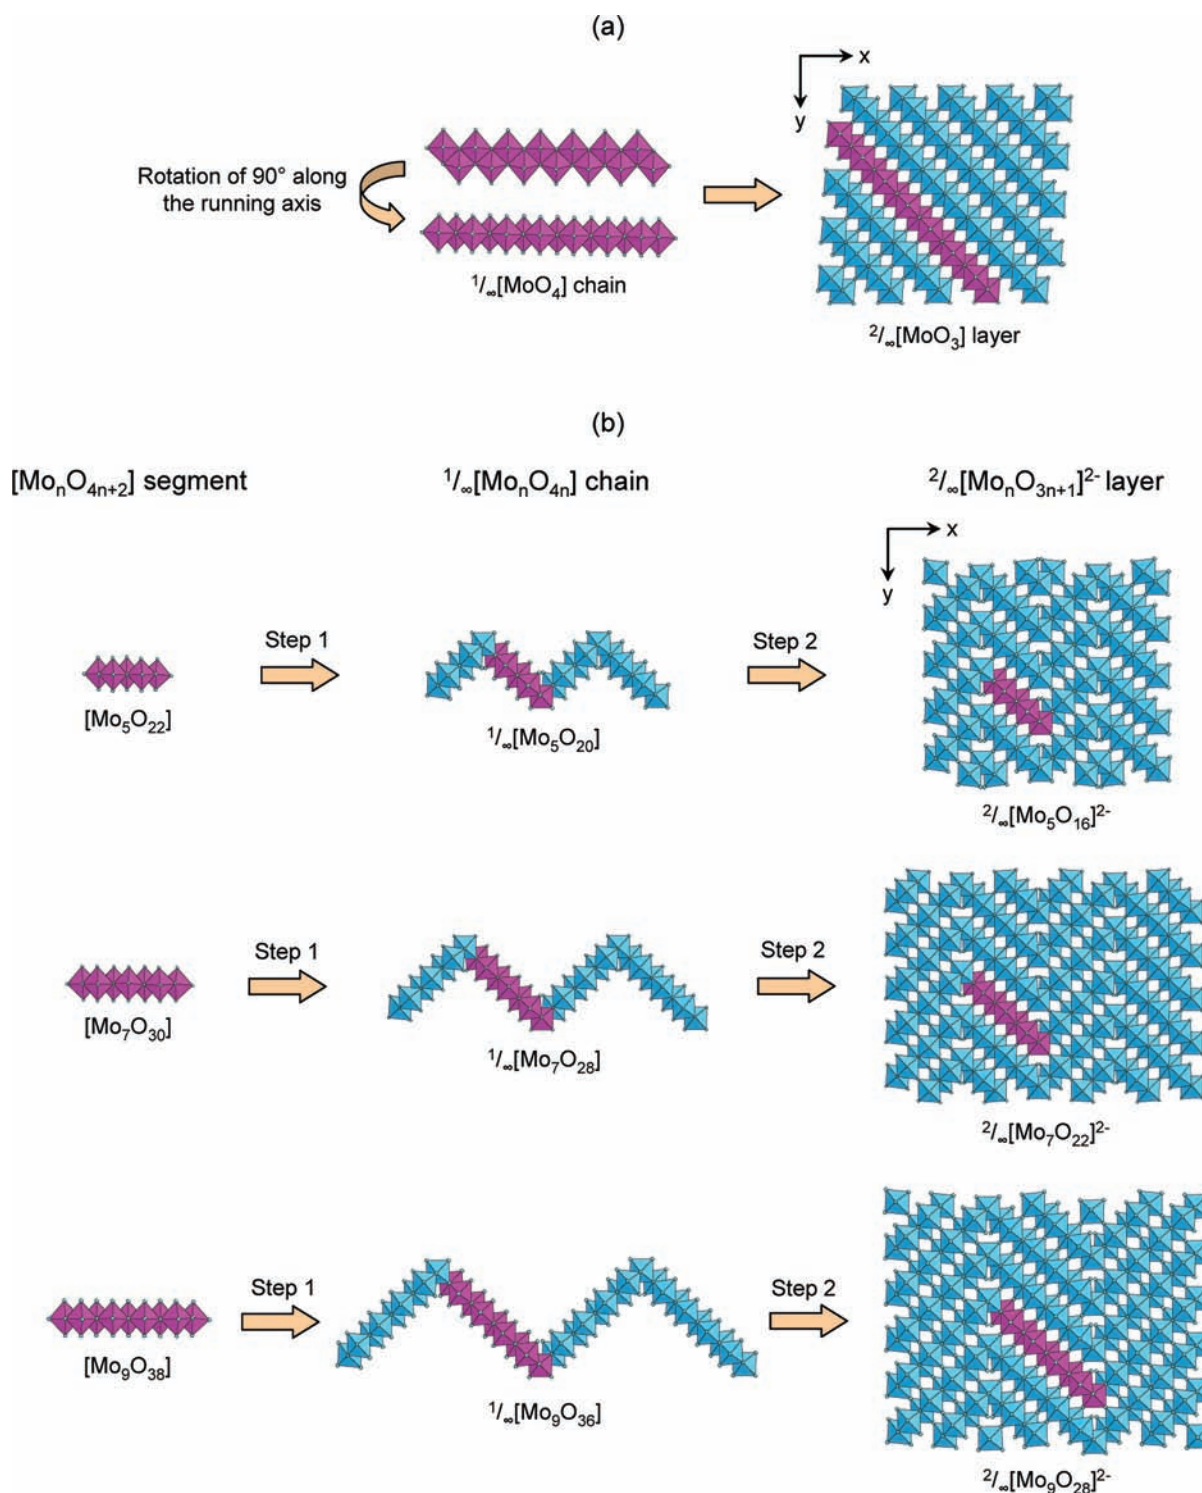 (a)
x
y
Rotation of 90° along
the running axis
¹/∞[MoO₄] chain
²/∞[MoO₃] layer
(b)
[MoₙO₄ₙ₊₂] segment
¹/∞[MoₙO₄ₙ] chain
²/∞[MoₙO₃ₙ₊₁]²⁻ layer
x
y
Step 1
Step 2
[Mo₅O₂₂]
¹/∞[Mo₅O₂₀]
²/∞[Mo₅O₁₆]²⁻
Step 1
Step 2
[Mo₇O₃₀]
¹/∞[Mo₇O₂₈]
²/∞[Mo₇O₂₂]²⁻
Step 1
Step 2
[Mo₉O₃₈]
¹/∞[Mo₉O₃₆]
²/∞[Mo₉O₂₈]²⁻